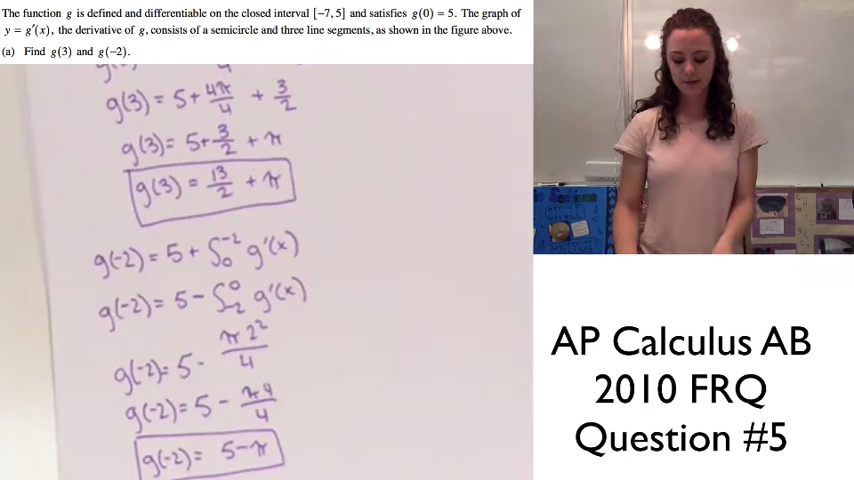 The function g is defined and differentiable on the closed interval [−7, 5] and satisfies g(0) = 5. The graph of
y = g′(x), the derivative of g, consists of a semicircle and three line segments, as shown in the figure above.
(a) Find g(3) and g(−2).
g(3) = 5 + 4π/4 + 3/2
g(3) = 5 + 3/2 + π
g(3) = 13/2 + π
g(-2) = 5 + ∫₀⁻² g'(x)
g(-2) = 5 - ∫₋₂⁰ g'(x)
g(-2) = 5 - π2²/4
g(-2) = 5 - π4/4
g(-2) = 5 - π
AP Calculus AB
2010 FRQ
Question #5